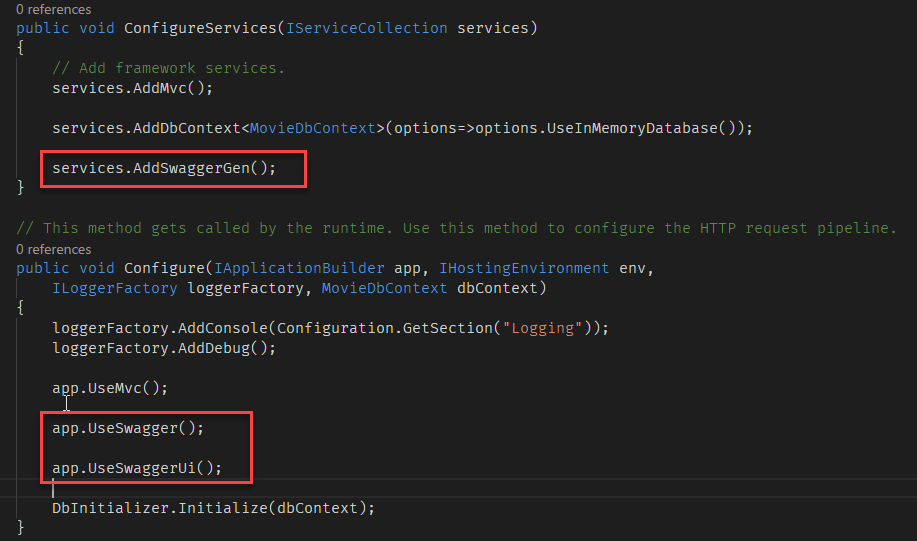 0 references
public void ConfigureServices(IServiceCollection services)
{
// Add framework services.
services.AddMvc();
services.AddDbContext<MovieDbContext>(options=>options.UseInMemoryDatabase());
services.AddSwaggerGen();
}
// This method gets called by the runtime. Use this method to configure the HTTP request pipeline.
0 references
public void Configure(IApplicationBuilder app, IHostingEnvironment env,
ILoggerFactory loggerFactory, MovieDbContext dbContext)
{
loggerFactory.AddConsole(Configuration.GetSection("Logging"));
loggerFactory.AddDebug();
app.UseMvc();
app.UseSwagger();
app.UseSwaggerUi();
DbInitializer.Initialize(dbContext);
}